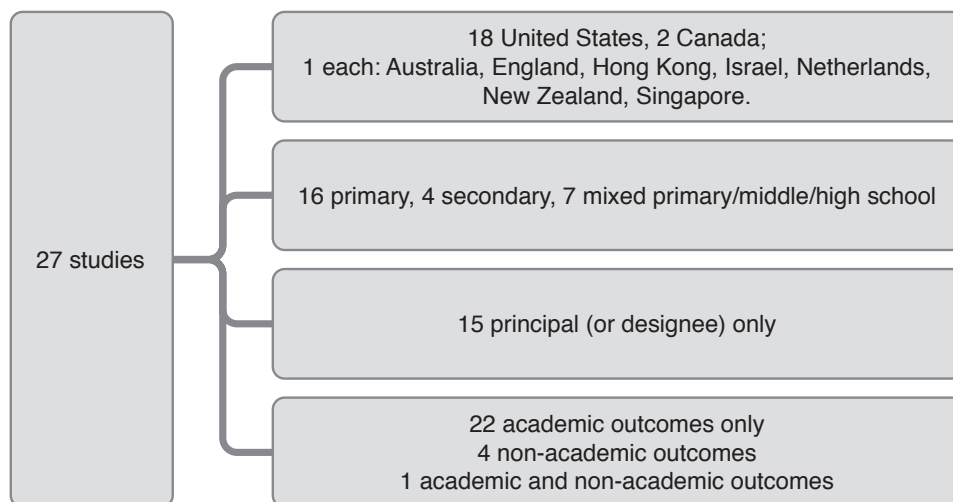 27 studies
18 United States, 2 Canada;
1 each: Australia, England, Hong Kong, Israel, Netherlands,
New Zealand, Singapore.
16 primary, 4 secondary, 7 mixed primary/middle/high school
15 principal (or designee) only
22 academic outcomes only
4 non-academic outcomes
1 academic and non-academic outcomes